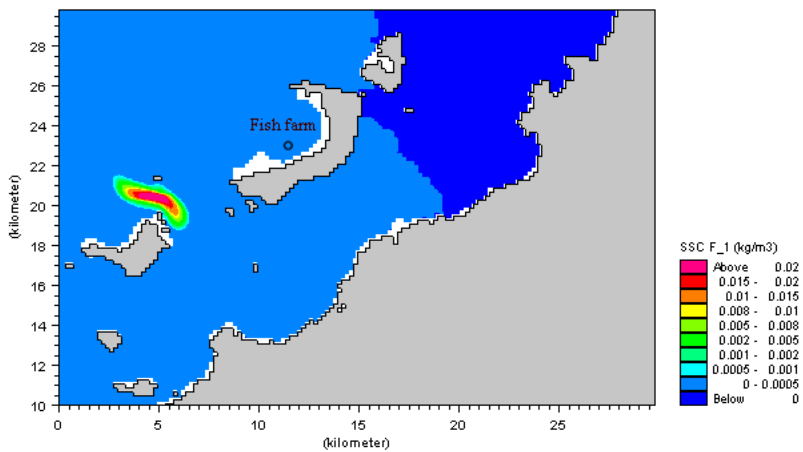 28
26
24
22
20
18
16
14
12
10
(kilometer)
Fish farm
0
5
10
15
20
25
(kilometer)
SSC F_1 (kg/m3)
Above 0.02
0.015 - 0.02
0.01 - 0.015
0.008 - 0.01
0.005 - 0.008
0.002 - 0.005
0.001 - 0.002
0.0005 - 0.001
0 - 0.0005
Below 0